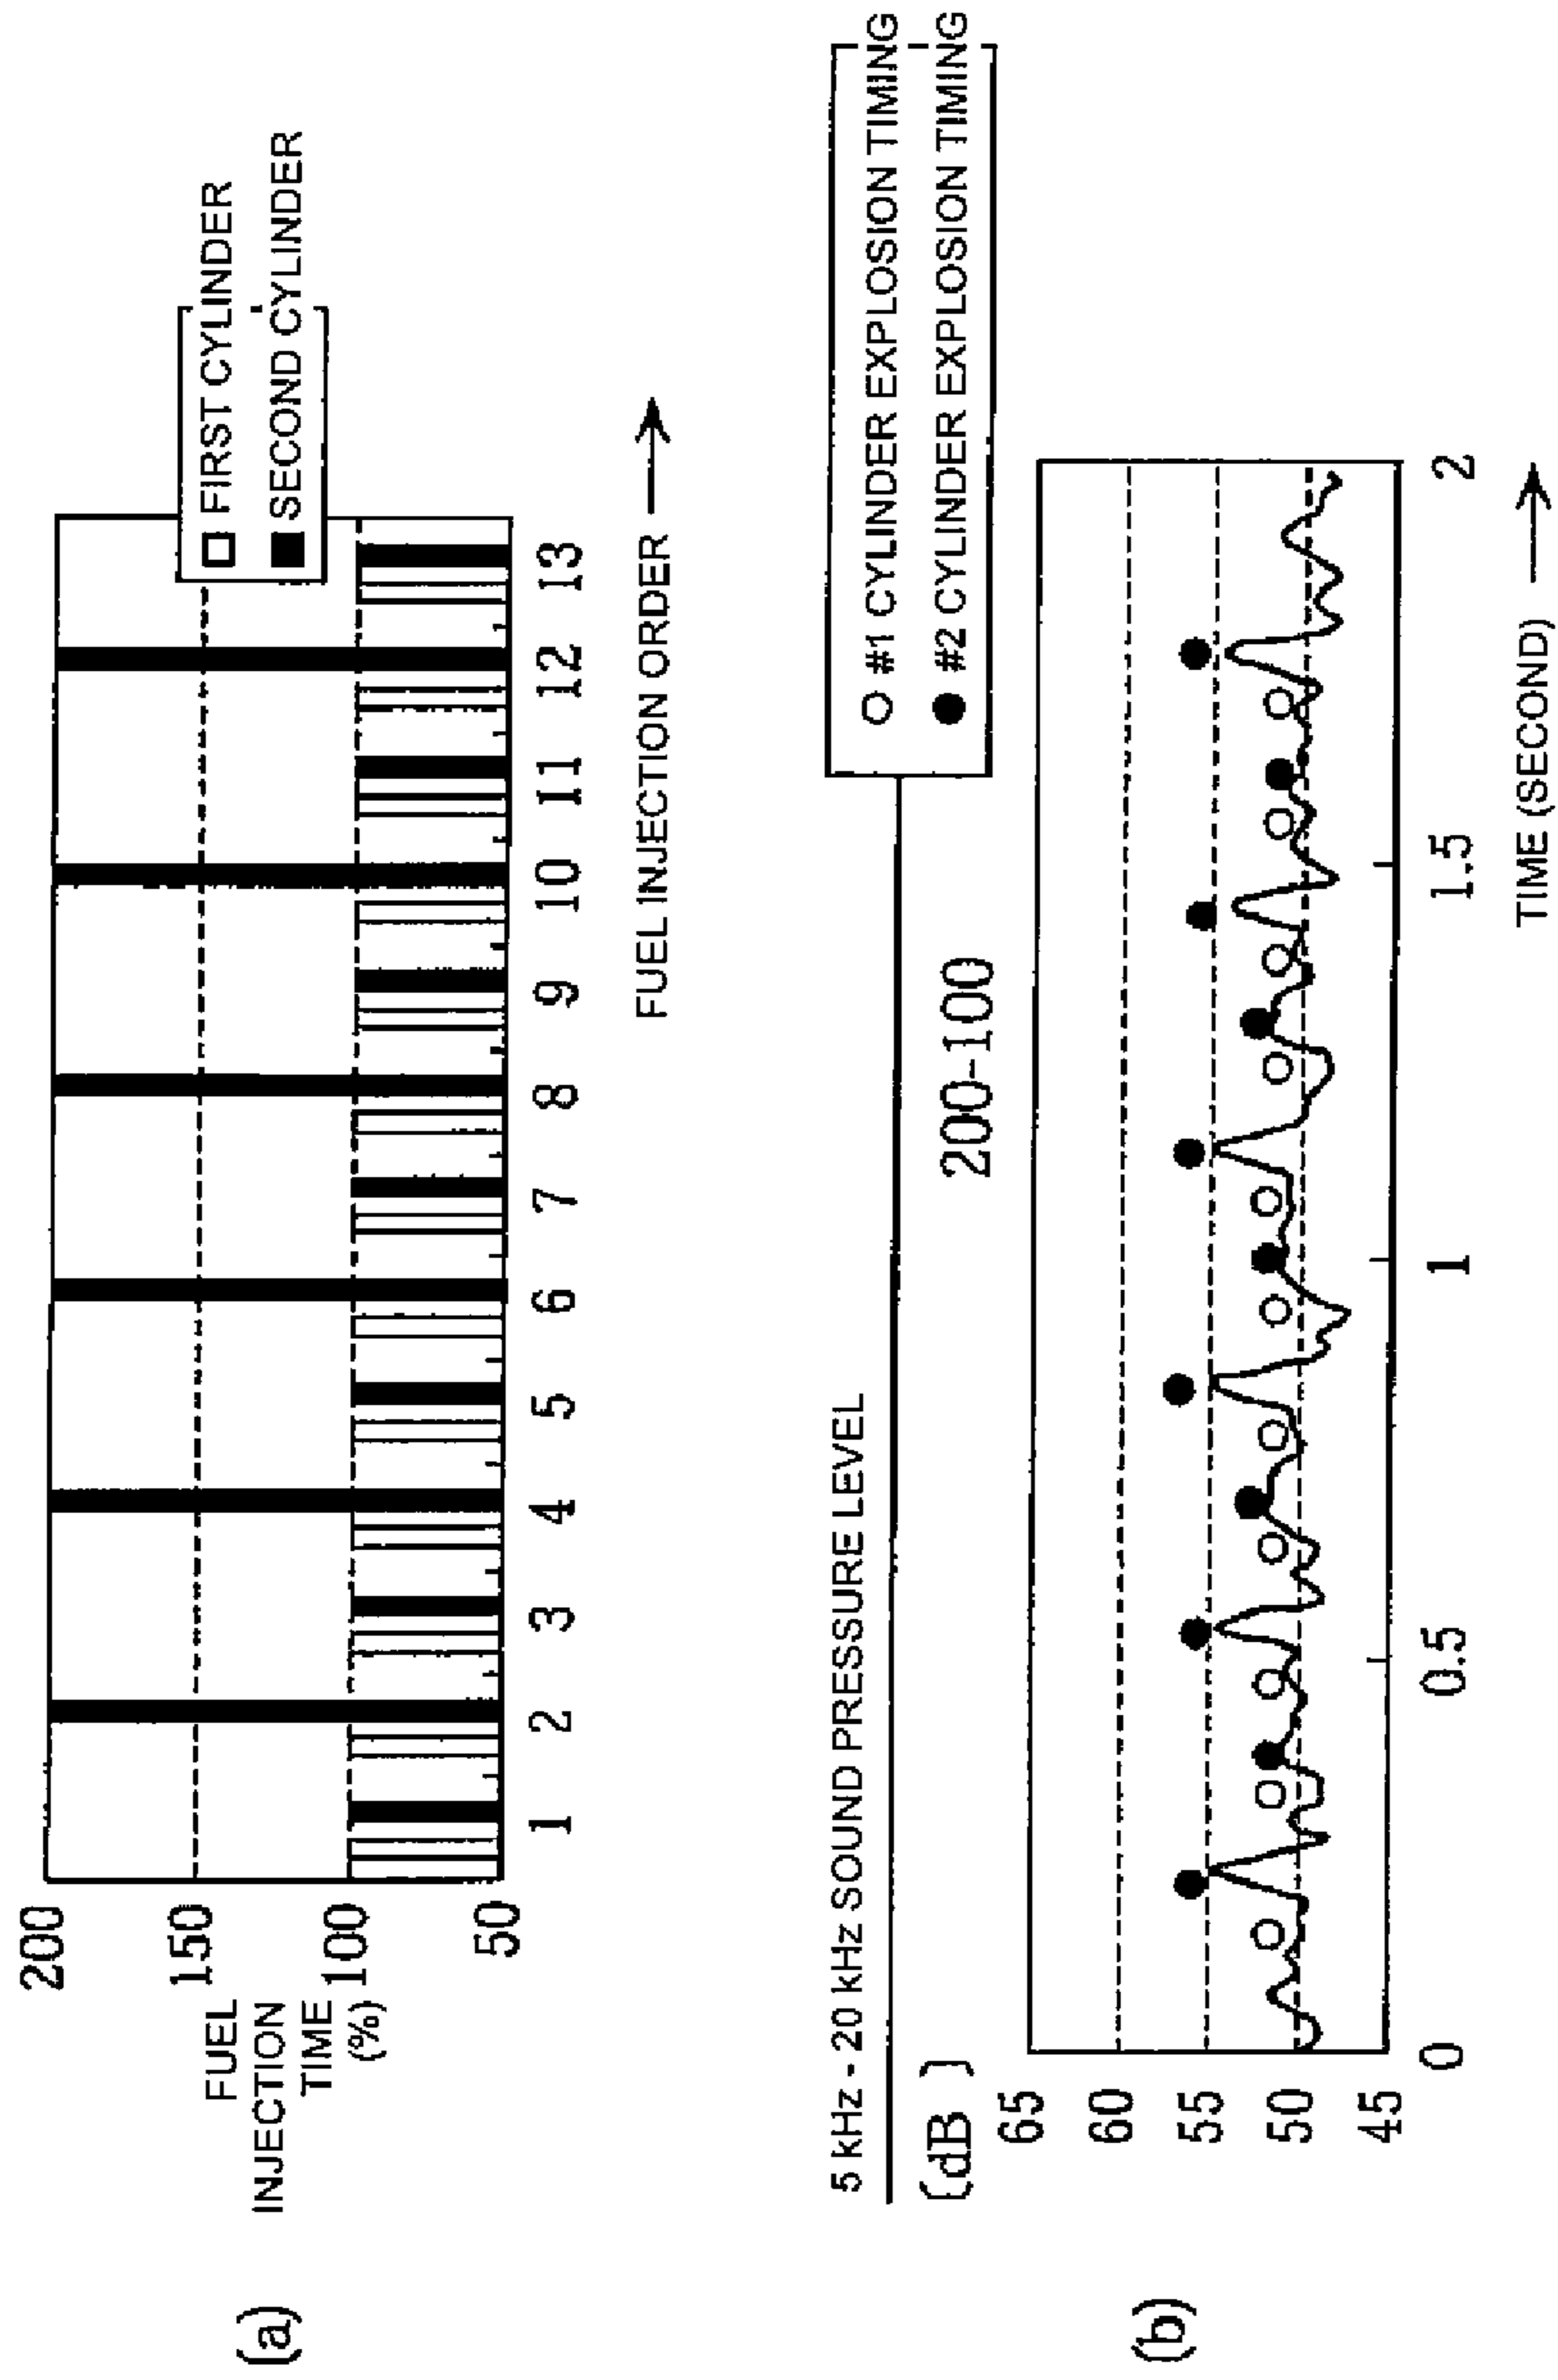 (a)
FUEL
INJECTION
TIME
(%)
200
150
100
50
1 2 3 4 5 6 7 8 9 10 11 12 12 13
FIRST CYLINDER
SECOND CYLINDER
FUEL INJECTION ORDER
(b)
5 kHz - 20 kHz SOUND PRESSURE LEVEL
#1 CYLINDER EXPLOSION TIMING
#2 CYLINDER EXPLOSION TIMING
(dB)
200-100
65
60
55
50
45
0 0.5 1 1.5 2
TIME (SECOND)